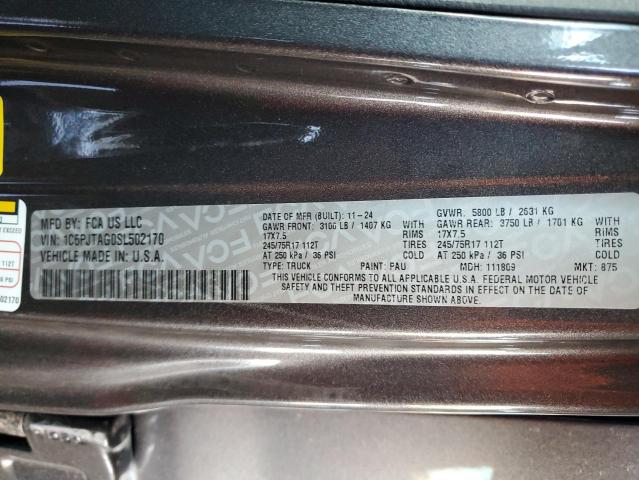 MFD BY: FCA US LLC
VIN: 1C6PJTAG0SL502170
VEHICLE MADE IN: U.S.A.
DATE OF MFR (BUILT): 11-24
GVWR: 5800 LB / 2631 KG
GAWR FRONT: 3100 LB / 1407 KG WITH
GAWR REAR: 3750 LB / 1701 KG WITH
17X7.5 RIMS
17X7.5 RIMS
245/75R17 112T TIRES
245/75R17 112T TIRES
AT 250 kPa / 36 PSI COLD
AT 250 kPa / 36 PSI COLD
TYPE: TRUCK PAINT: PAU MDH: 111809 MKT: 875
THIS VEHICLE CONFORMS TO ALL APPLICABLE U.S.A. FEDERAL MOTOR VEHICLE
SAFETY AND THEFT PREVENTION STANDARDS IN EFFECT ON THE DATE OF
MANUFACTURE SHOWN ABOVE.
112T
PSI
02170